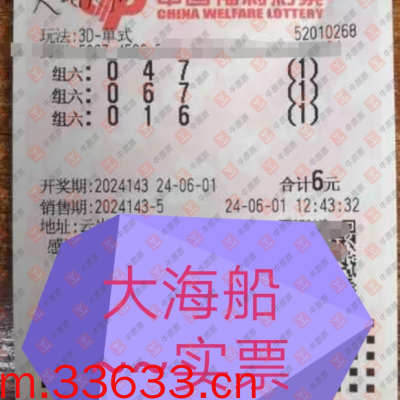 中国福利彩票
CHINA WELFARE LOTTERY
玩法:3D-单式
52010268
组六: 0 4 7 (1)
组六: 0 6 7 (1)
组六: 0 1 6 (1)
开奖期:2024143 24-06-01 合计6元
销售期:2024143-5 24-06-01 12:43:32
地址:云
感
大海船
实票
m.33633.cn